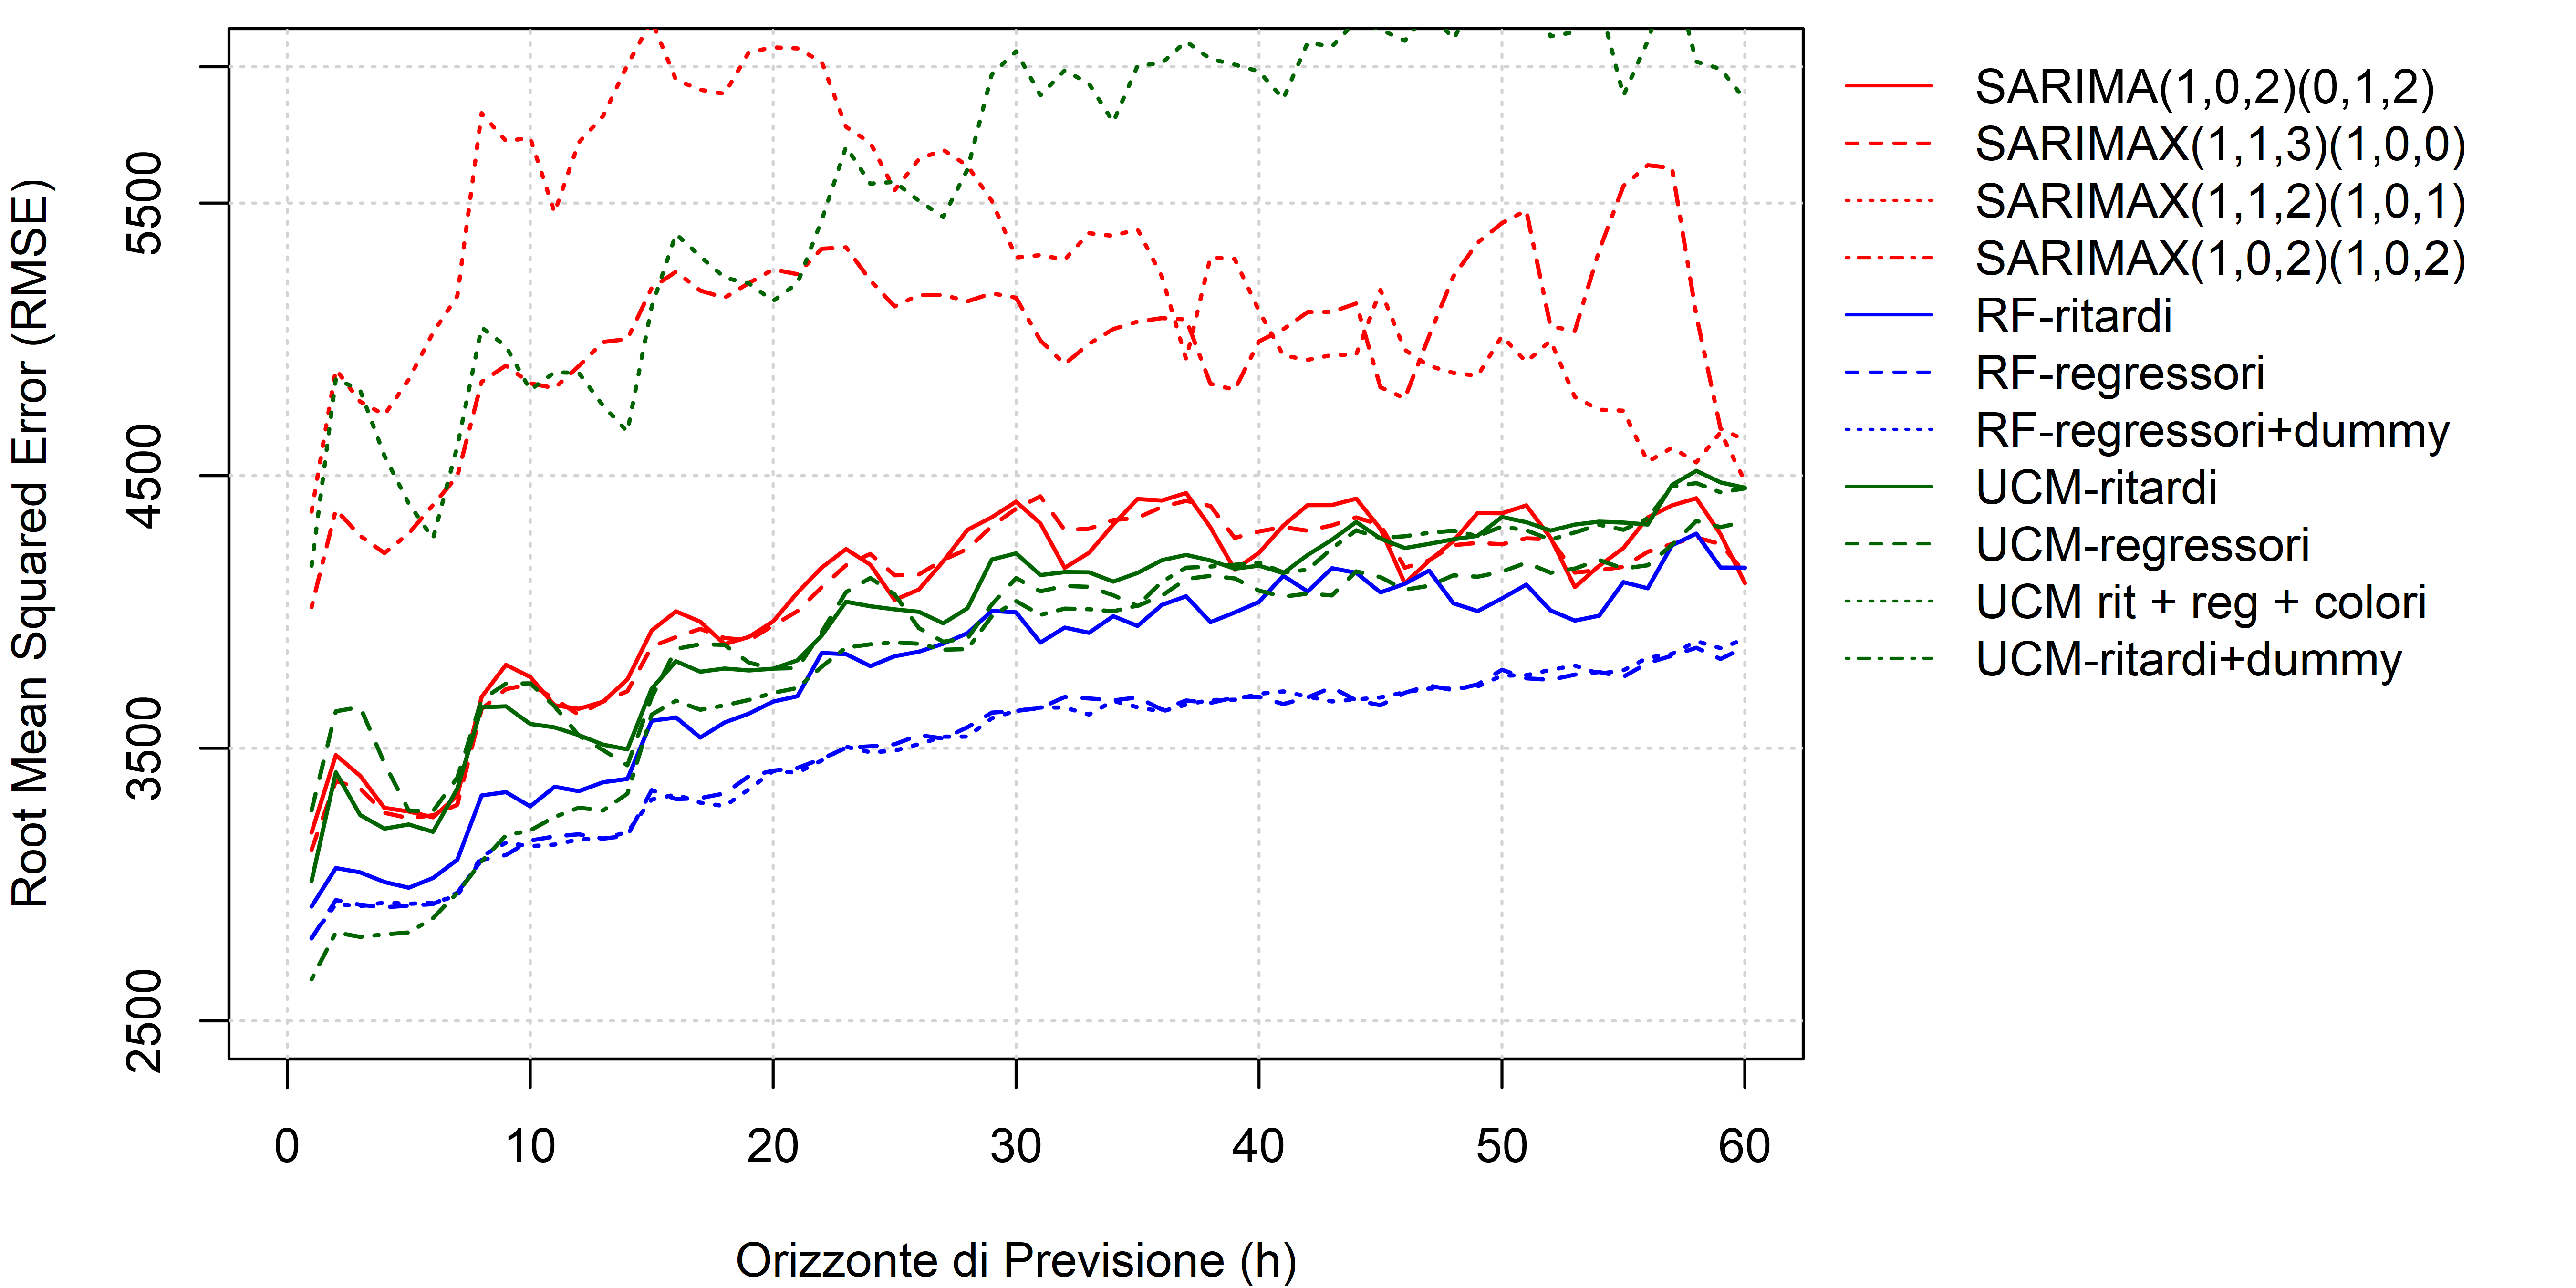 Root Mean Squared Error (RMSE)
5500
4500
3500
2500
0 10 20 30 40 50 60
Orizzonte di Previsione (h)
SARIMA(1,0,2)(0,1,2)
SARIMAX(1,1,3)(1,0,0)
SARIMAX(1,1,2)(1,0,1)
SARIMAX(1,0,2)(1,0,2)
RF-ritardi
RF-regressori
RF-regressori+dummy
UCM-ritardi
UCM-regressori
UCM rit + reg + colori
UCM-ritardi+dummy